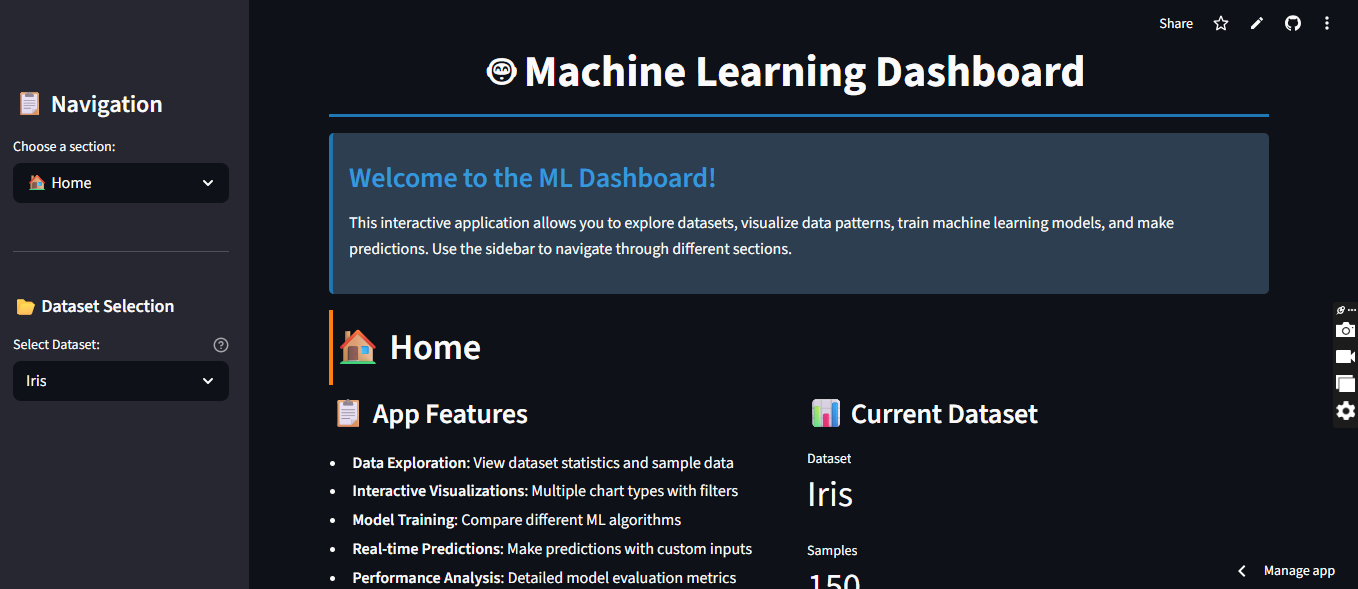 Share
Machine Learning Dashboard
Navigation
Choose a section:
Home
Dataset Selection
Select Dataset:
Iris
Welcome to the ML Dashboard!
This interactive application allows you to explore datasets, visualize data patterns, train machine learning models, and make
predictions. Use the sidebar to navigate through different sections.
Home
App Features
Data Exploration: View dataset statistics and sample data
Interactive Visualizations: Multiple chart types with filters
Model Training: Compare different ML algorithms
Real-time Predictions: Make predictions with custom inputs
Performance Analysis: Detailed model evaluation metrics
Current Dataset
Dataset
Iris
Samples
150
Manage app